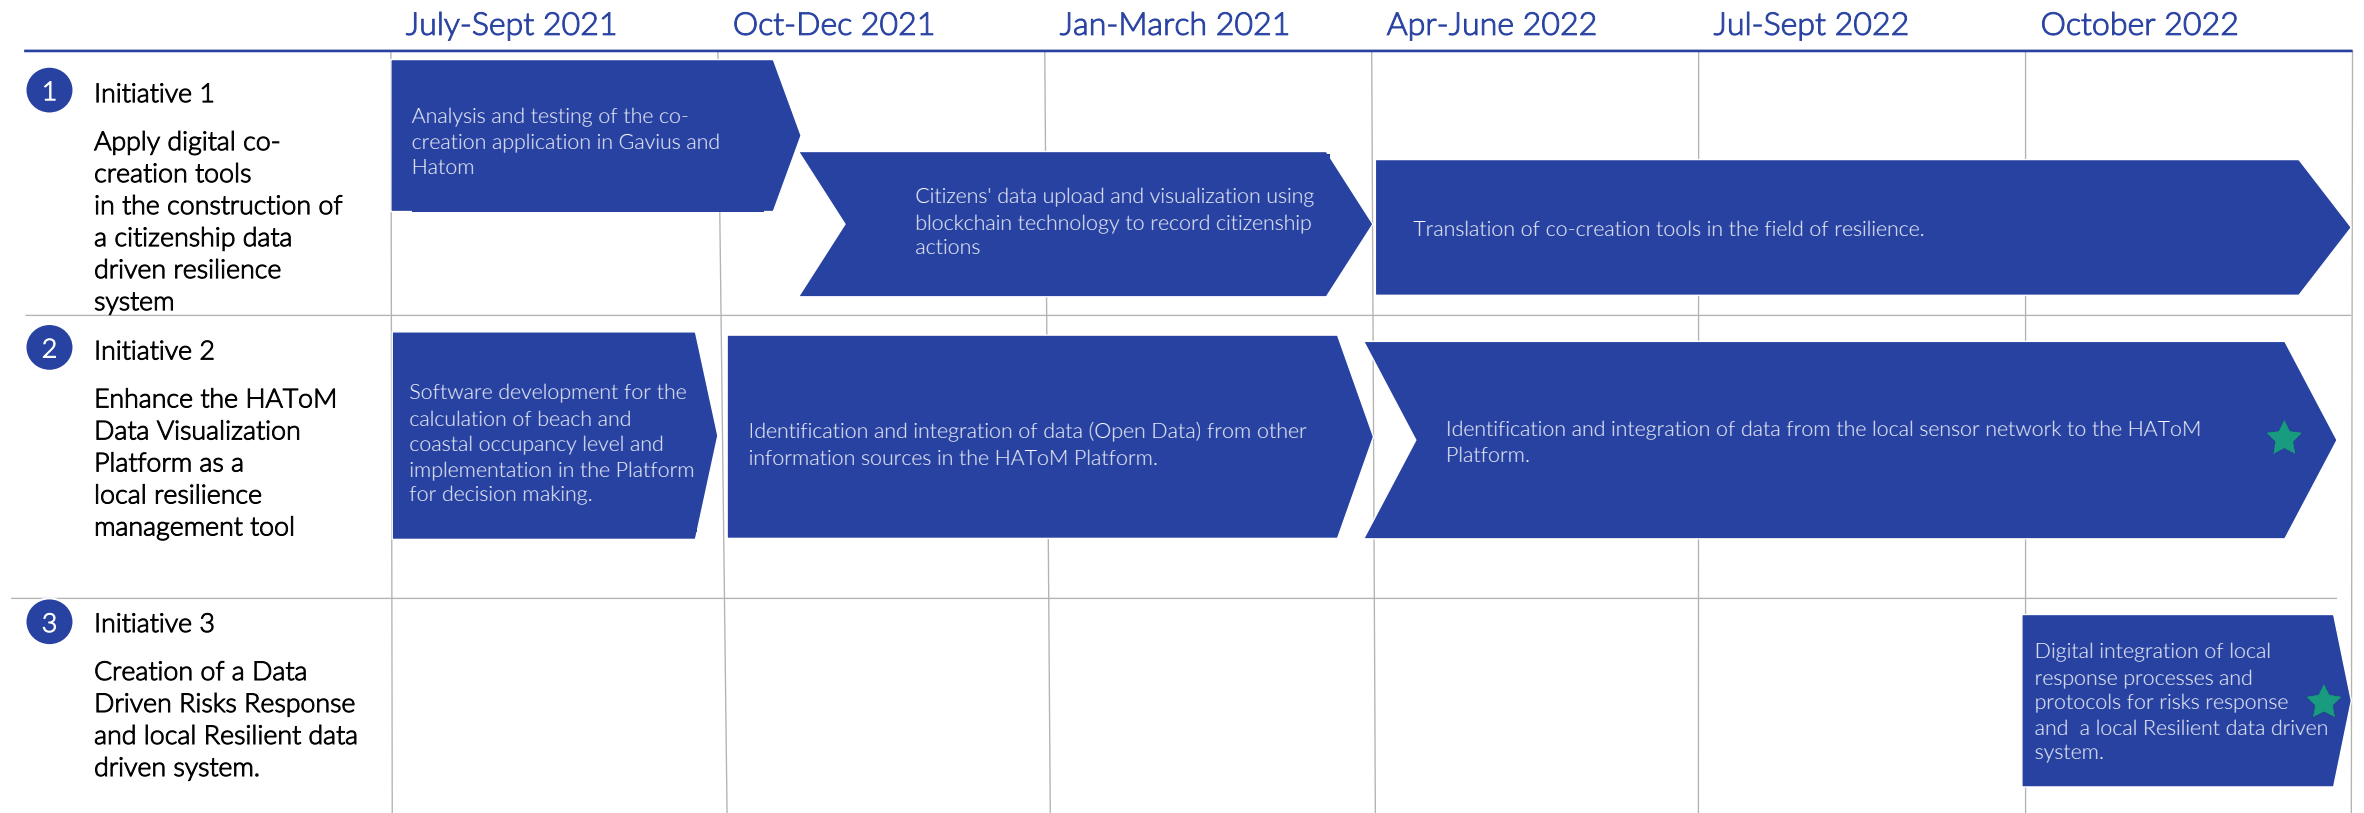 July-Sept 2021
Oct-Dec 2021
Jan-March 2021
Apr-June 2022
Jul-Sept 2022
October 2022
1
Initiative 1
Apply digital co-
creation tools
in the construction of
a citizenship data
driven resilience
system
Analysis and testing of the co-
creation application in Gavius and
Hatom
Citizens' data upload and visualization using
blockchain technology to record citizenship
actions
Translation of co-creation tools in the field of resilience.
2
Initiative 2
Enhance the HAToM
Data Visualization
Platform as a
local resilience
management tool
Software development for the
calculation of beach and
coastal occupancy level and
implementation in the Platform
for decision making.
Identification and integration of data (Open Data) from other
information sources in the HAToM Platform.
Identification and integration of data from the local sensor network to the HAToM
Platform.
3
Initiative 3
Creation of a Data
Driven Risks Response
and local Resilient data
driven system.
Digital integration of local
response processes and
protocols for risks response
and  a local Resilient data driven
system.